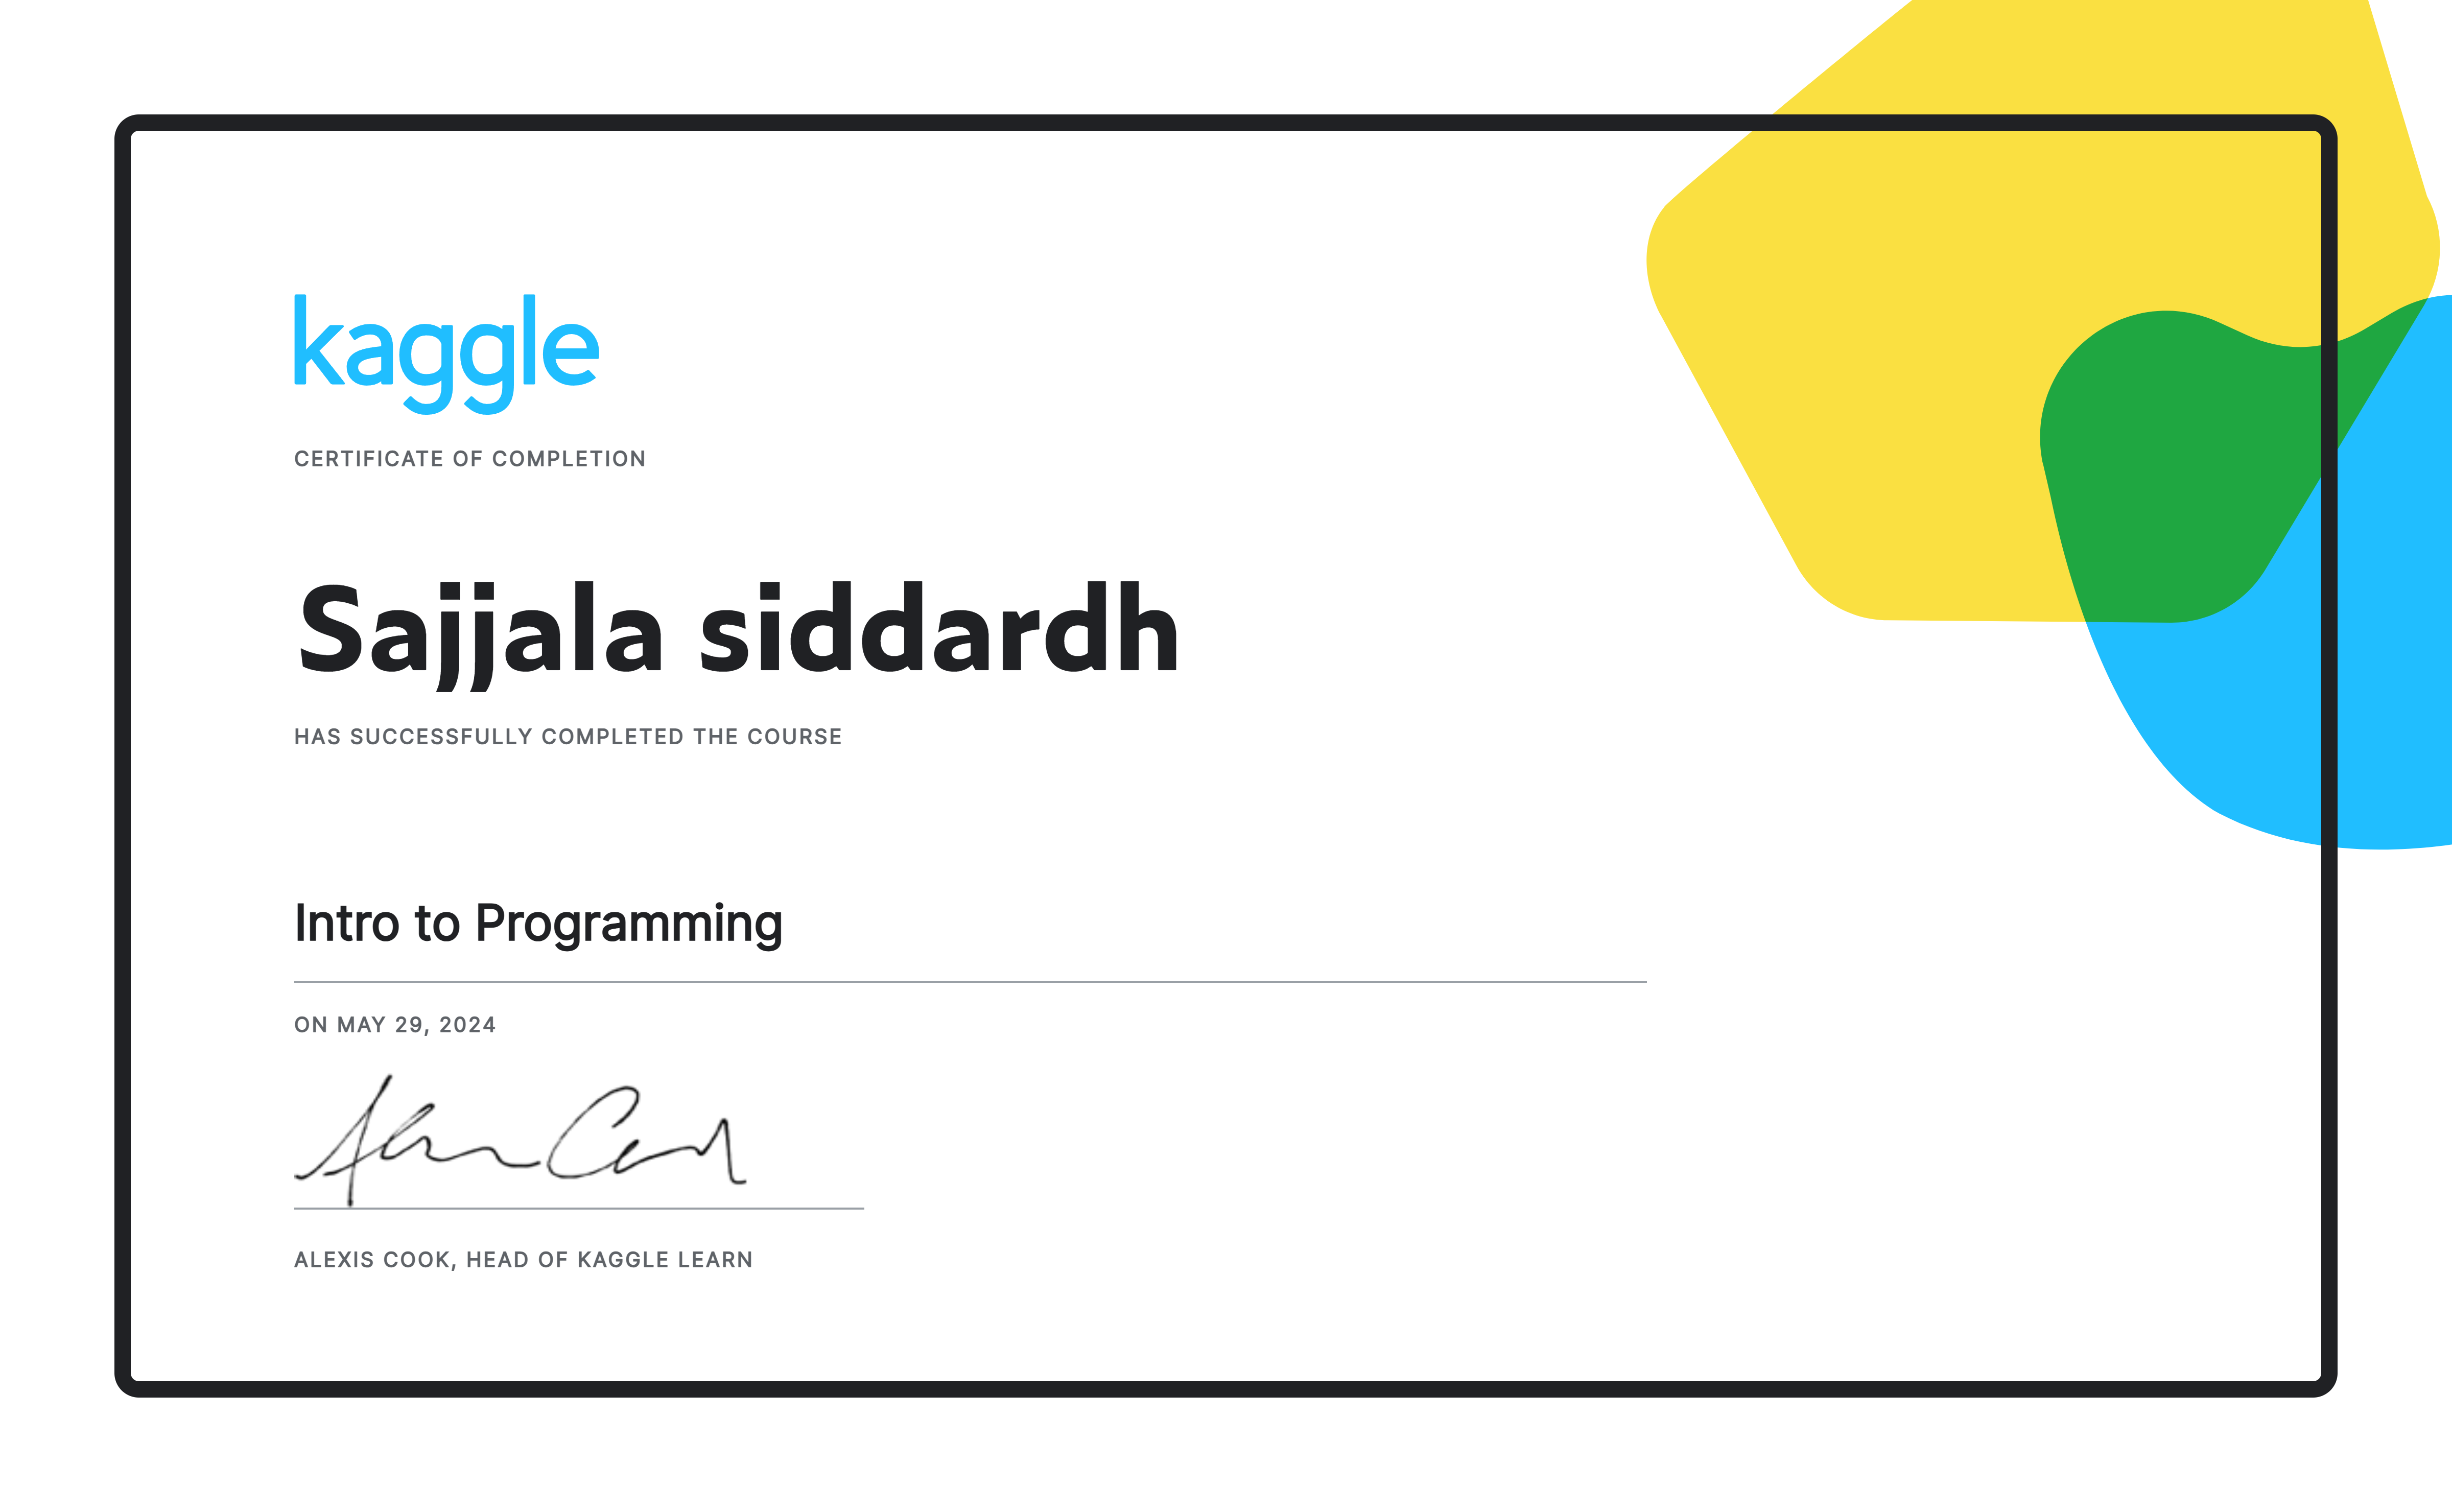 kaggle
CERTIFICATE OF COMPLETION
Sajjala siddardh
HAS SUCCESSFULLY COMPLETED THE COURSE
Intro to Programming
ON MAY 29, 2024
ALEXIS COOK, HEAD OF KAGGLE LEARN